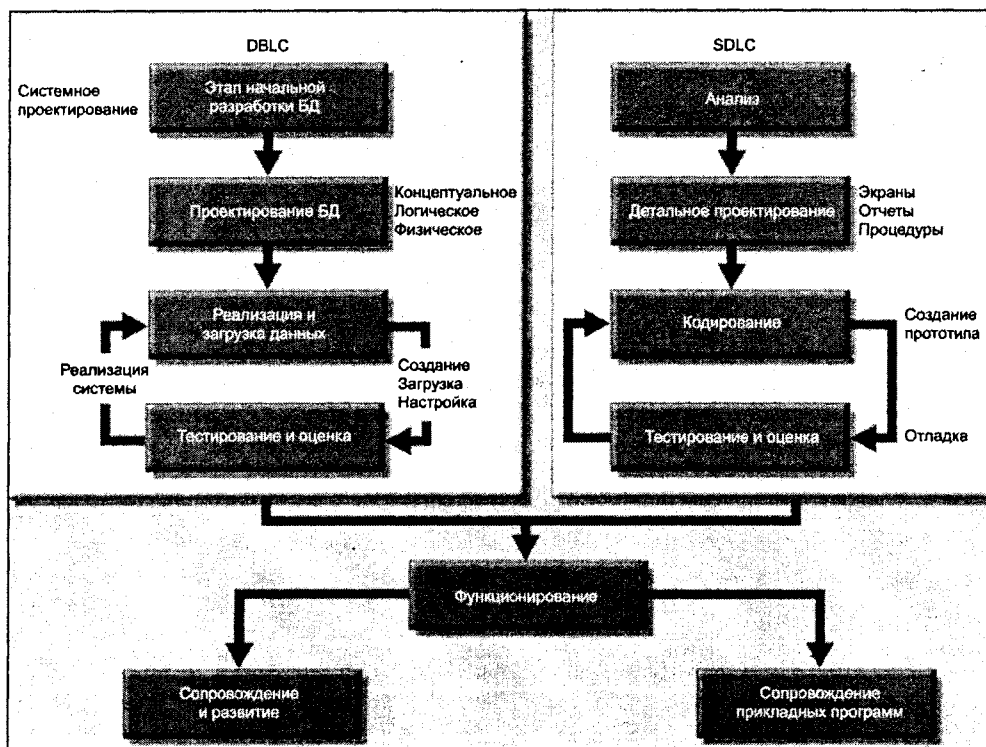 DBLC
Системное
проектирование
Этап начальной
разработки БД
Проектирование БД
Концептуальное
Логическое
Физическое
Реализация и
загрузка данных
Реализация
системы
Создание
Загрузка
Настройка
Тестирование и оценка
SDLC
Анализ
Детальное проектирование
Экраны
Отчеты
Процедуры
Кодирование
Создание
прототипа
Тестирование и оценка
Отладка
Функционирование
Сопровождение
и развитие
Сопровождение
прикладных программ